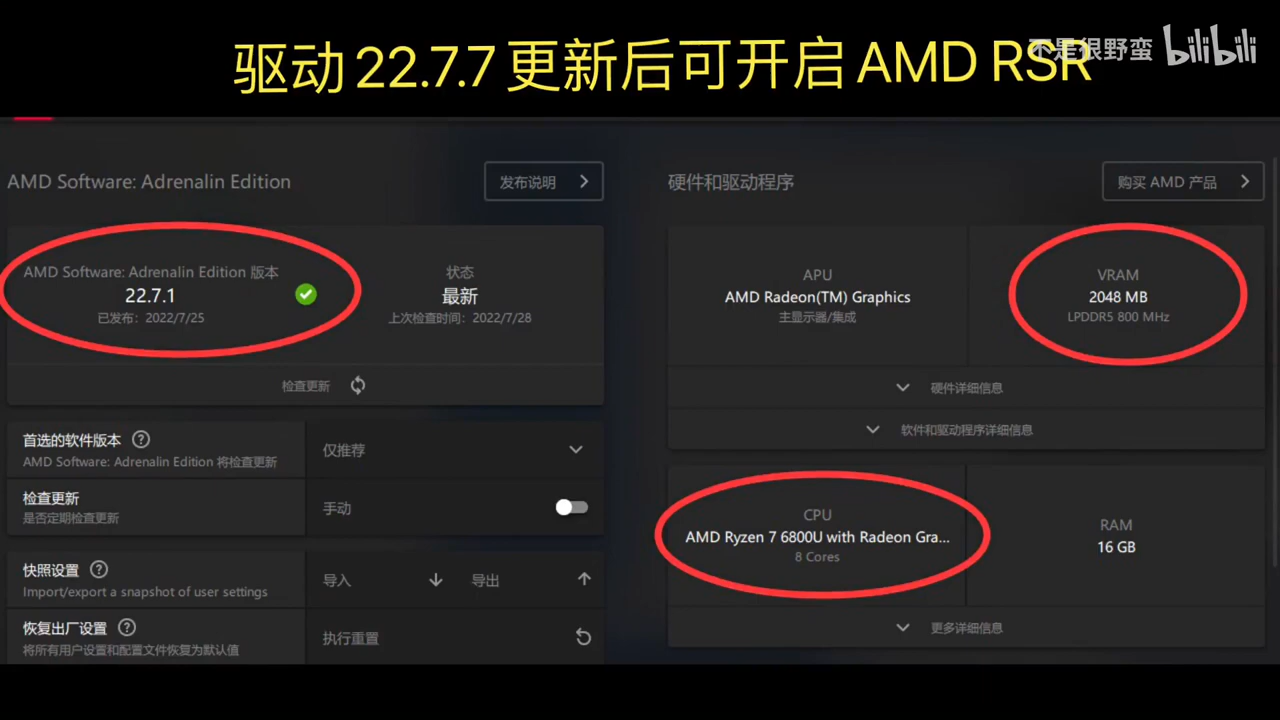 驱动22.7.7更新后可开启AMD RSR
不是很野蛮 bilibili
AMD Software: Adrenalin Edition
发布说明
AMD Software: Adrenalin Edition 版本
22.7.1
已发布：2022/7/25
状态
最新
上次检查时间：2022/7/28
检查更新
首选的软件版本
AMD Software: Adrenalin Edition 将检查更新
仅推荐
检查更新
是否定期检查更新
手动
快照设置
Import/export a snapshot of user settings
导入
导出
恢复出厂设置
将所有用户设置和配置文件恢复为默认值
执行重置
硬件和驱动程序
购买 AMD 产品
APU
AMD Radeon(TM) Graphics
主显示器/集成
VRAM
2048 MB
LPDDR5 800 MHz
硬件详细信息
软件和驱动程序详细信息
CPU
AMD Ryzen 7 6800U with Radeon Gra...
8 Cores
RAM
16 GB
更多详细信息